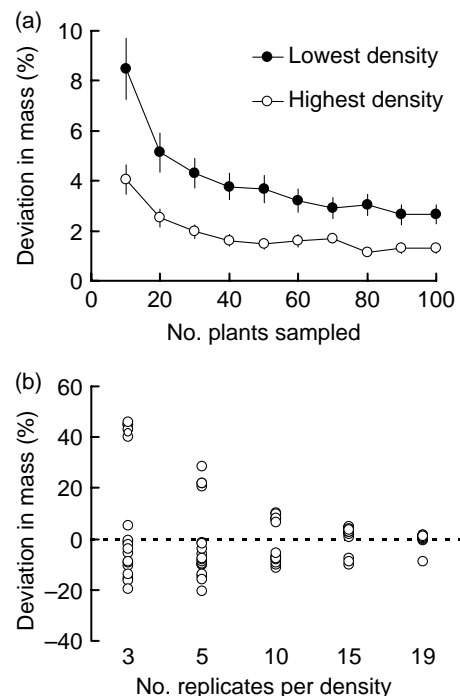 (a)
10
8
6
4
2
0
Deviation in mass (%)
Lowest density
Highest density
0 20 40 60 80 100
No. plants sampled
(b)
60
40
20
0
–20
–40
Deviation in mass (%)
3 5 10 15 19
No. replicates per density